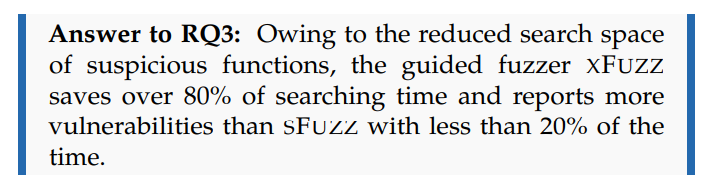 Answer to RQ3: Owing to the reduced search space
of suspicious functions, the guided fuzzer XFUZZ
saves over 80% of searching time and reports more
vulnerabilities than SFUZZ with less than 20% of the
time.